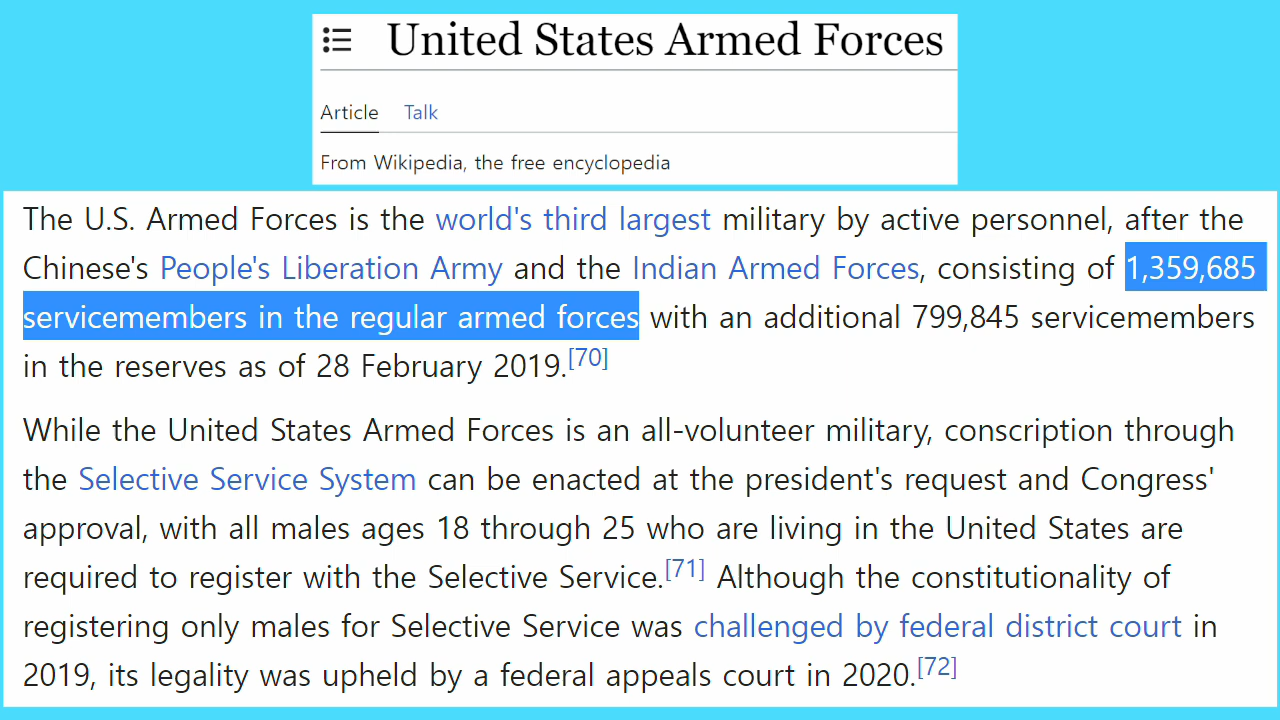 United States Armed Forces
Article Talk
From Wikipedia, the free encyclopedia
The U.S. Armed Forces is the world's third largest military by active personnel, after the
Chinese's People's Liberation Army and the Indian Armed Forces, consisting of 1,359,685
servicemembers in the regular armed forces with an additional 799,845 servicemembers
in the reserves as of 28 February 2019.[70]
While the United States Armed Forces is an all-volunteer military, conscription through
the Selective Service System can be enacted at the president's request and Congress'
approval, with all males ages 18 through 25 who are living in the United States are
required to register with the Selective Service.[71] Although the constitutionality of
registering only males for Selective Service was challenged by federal district court in
2019, its legality was upheld by a federal appeals court in 2020.[72]